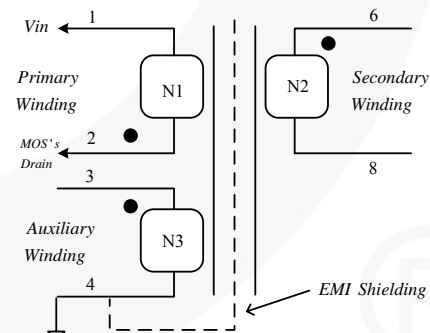 1
6
Vin
Primary
Winding
N1
N2
Secondary
Winding
MOS's
Drain
2
8
3
Auxiliary
Winding
N3
4
EMI Shielding